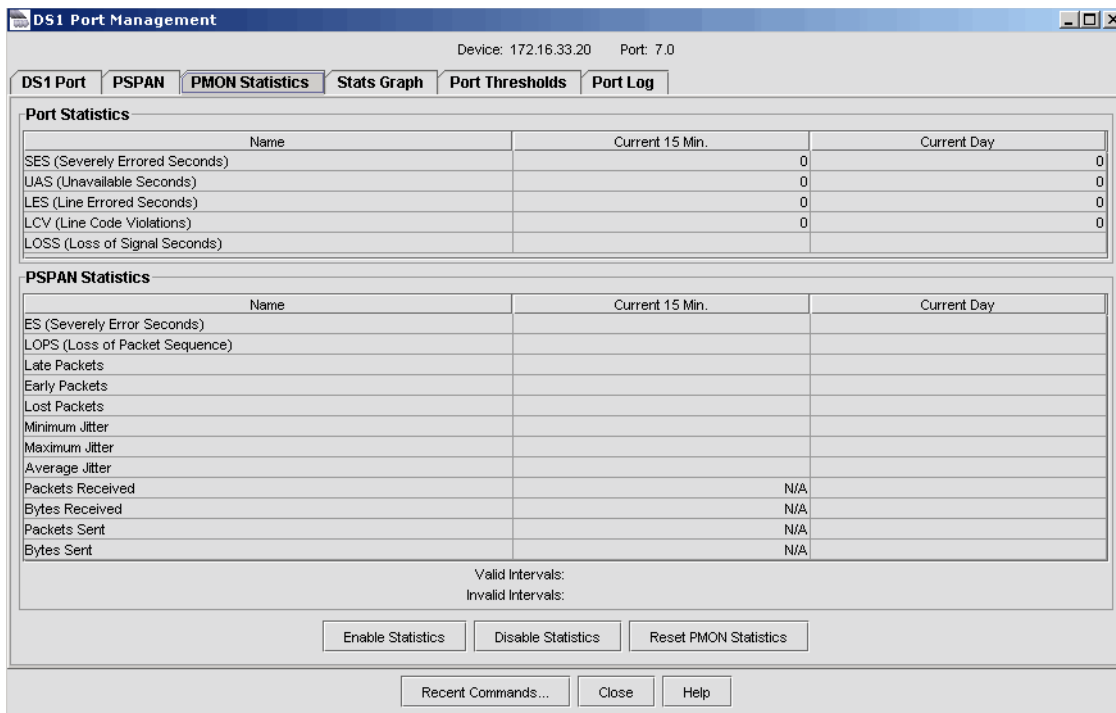 DS1 Port Management
Device: 172.16.33.20 Port: 7.0
DS1 Port PSPAN PMON Statistics Stats Graph Port Thresholds Port Log
Port Statistics
Name Current 15 Min. Current Day
SES (Severely Errored Seconds) 0 0
UAS (Unavailable Seconds) 0 0
LES (Line Errored Seconds) 0 0
LCV (Line Code Violations) 0 0
LOSS (Loss of Signal Seconds)
PSPAN Statistics
Name Current 15 Min. Current Day
ES (Severely Error Seconds)
LOPS (Loss of Packet Sequence)
Late Packets
Early Packets
Lost Packets
Minimum Jitter
Maximum Jitter
Average Jitter
Packets Received N/A
Bytes Received N/A
Packets Sent N/A
Bytes Sent N/A
Valid Intervals:
Invalid Intervals:
Enable Statistics Disable Statistics Reset PMON Statistics
Recent Commands... Close Help